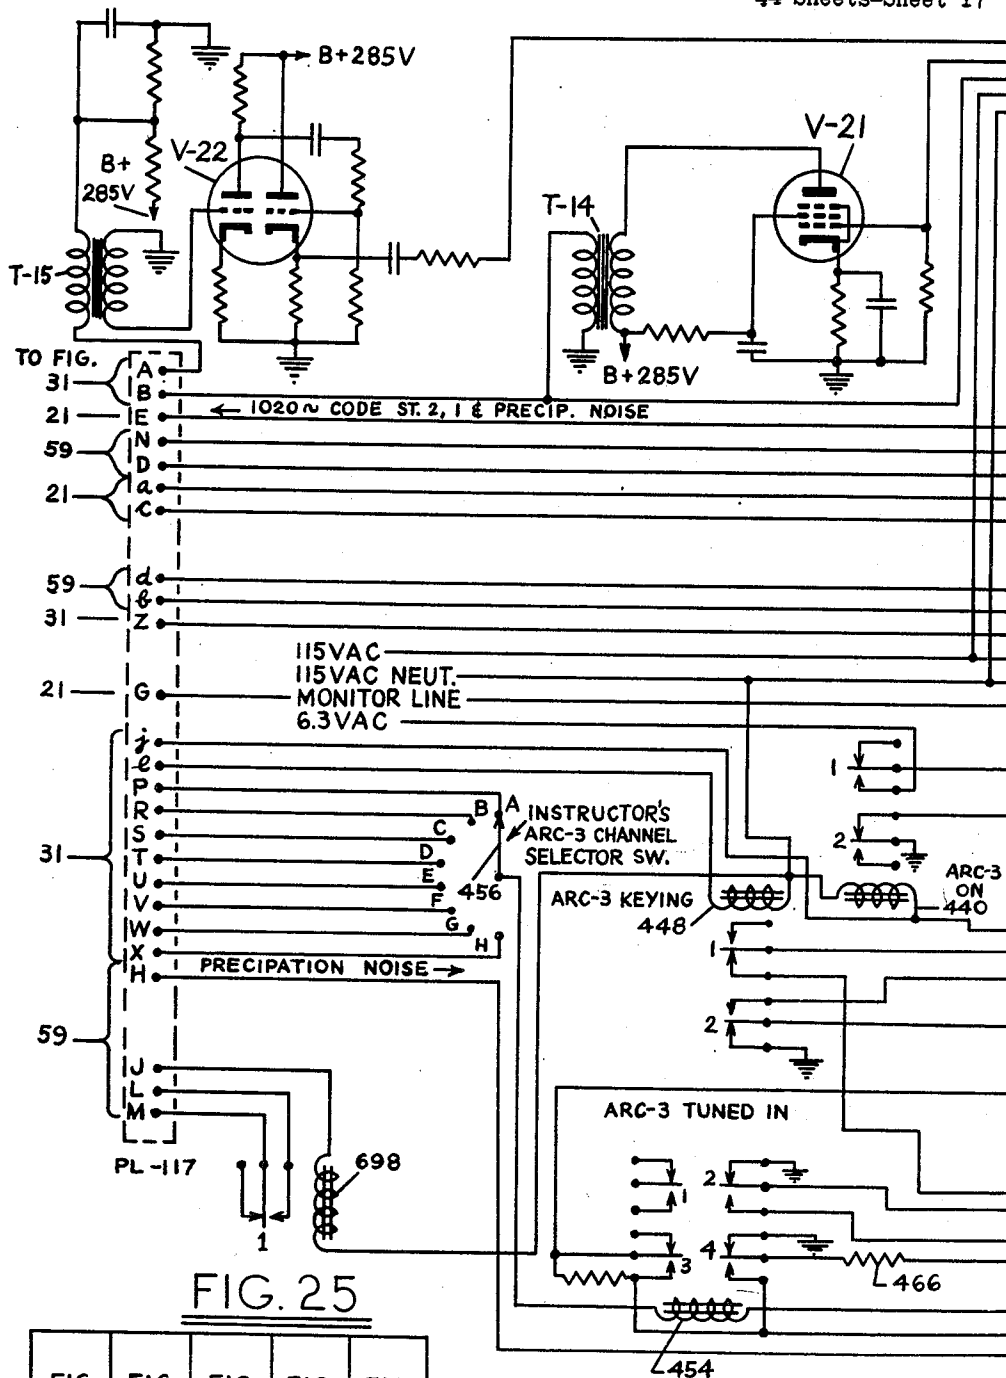 44 Sheets-Sheet 17
B+285V
V-22
B+
285V
T-15
V-21
T-14
B+285V
TO FIG.
31
A
B
21
E
← 1020~ CODE ST. 2, 1 & PRECIP. NOISE
59
N
D
21
a
c
59
d
b
31
Z
115VAC
115VAC NEUT.
21
G
MONITOR LINE
6.3VAC
j
l
P
R
S
31
T
U
V
W
X
H
B
A
C
D
E
F
G
H
INSTRUCTOR'S
ARC-3 CHANNEL
SELECTOR SW.
456
1
2
ARC-3
ON
440
ARC-3 KEYING
448
1
2
PRECIPATION NOISE →
59
J
L
M
PL-117
698
1
ARC-3 TUNED IN
1
2
3
4
466
454
FIG. 25